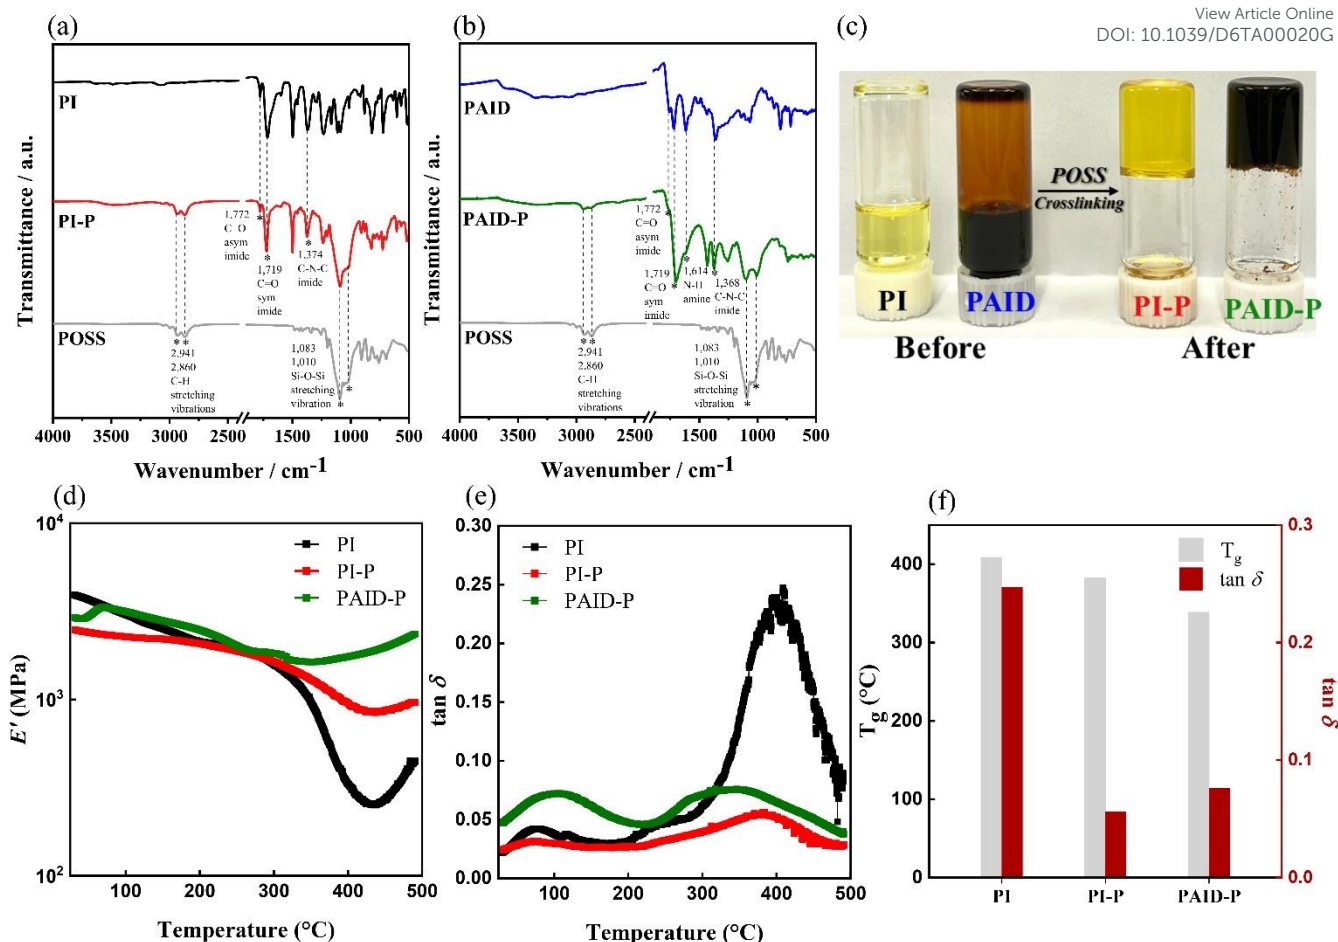 View Article Online
DOI: 10.1039/D6TA00020G
(a)
PI
PI-P
POSS
1,772
C=O
asym
imide
1,719
C=O
sym
imide
1,374
C-N-C
imide
2,941
2,860
C-H
stretching
vibrations
1,083
1,010
Si-O-Si
stretching
vibration
Transmittance / a.u.
4000 3500 3000 2500 1500 1000 500
Wavenumber / cm-1
(b)
PAID
PAID-P
POSS
1,772
C=O
asym
imide
1,719
C=O
sym
imide
1,614
N-H
amine
1,368
C-N-C
imide
2,941
2,860
C-H
stretching
vibrations
1,083
1,010
Si-O-Si
stretching
vibration
Transmittance / a.u.
4000 3500 3000 2500 1500 1000 500
Wavenumber / cm-1
(c)
PI
PAID
POSS
Crosslinking
PI-P
PAID-P
Before
After
(d)
PI
PI-P
PAID-P
E' (MPa)
10^4
10^3
10^2
100 200 300 400 500
Temperature (°C)
(e)
PI
PI-P
PAID-P
tan δ
0.30
0.25
0.20
0.15
0.10
0.05
0.00
100 200 300 400 500
Temperature (°C)
(f)
Tg
tan δ
Tg (°C)
400
300
200
100
0
0.3
0.2
0.1
0.0
tan δ
PI PI-P PAID-P